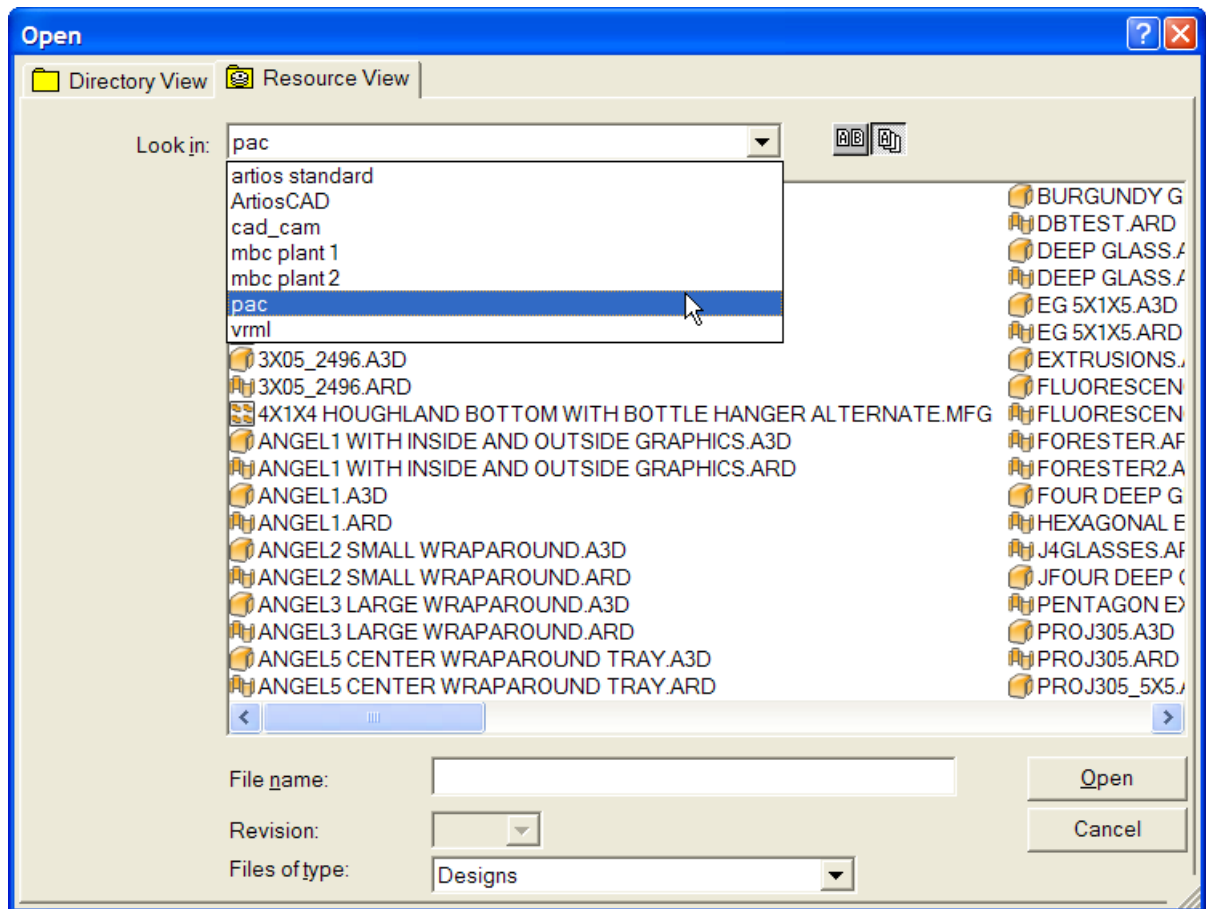 Open
Directory View Resource View
Look in: pac
artios standard
ArtiosCAD
cad_cam
mbc plant 1
mbc plant 2
pac
vrml
3X05_2496.A3D
3X05_2496.ARD
4X1X4 HOUGHLAND BOTTOM WITH BOTTLE HANGER ALTERNATE.MFG
ANGEL1 WITH INSIDE AND OUTSIDE GRAPHICS.A3D
ANGEL1 WITH INSIDE AND OUTSIDE GRAPHICS.ARD
ANGEL1.A3D
ANGEL1.ARD
ANGEL2 SMALL WRAPAROUND.A3D
ANGEL2 SMALL WRAPAROUND.ARD
ANGEL3 LARGE WRAPAROUND.A3D
ANGEL3 LARGE WRAPAROUND.ARD
ANGEL5 CENTER WRAPAROUND TRAY.A3D
ANGEL5 CENTER WRAPAROUND TRAY.ARD
BURGUNDY G
DBTEST.ARD
DEEP GLASS.
DEEP GLASS.
EG 5X1X5.A3D
EG 5X1X5.ARD
EXTRUSIONS.
FLUORESCEN
FLUORESCEN
FORESTER.AR
FORESTER2.A
FOUR DEEP G
HEXAGONAL E
J4GLASSES.AR
JFOUR DEEP
PENTAGON EX
PROJ305.A3D
PROJ305.ARD
PROJ305_5X5.
File name:
Open
Revision:
Cancel
Files of type: Designs